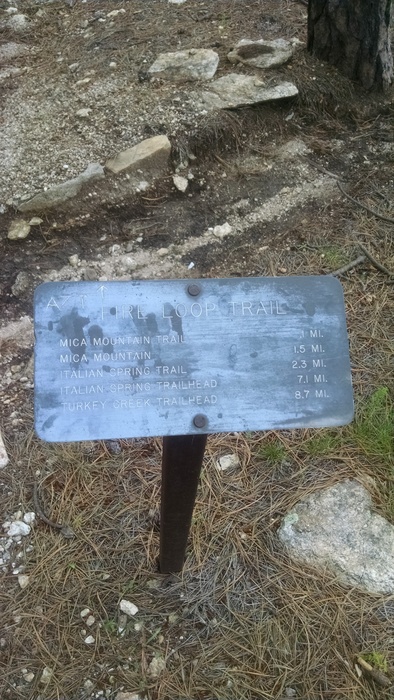 AZT ↑
FIRE LOOP TRAIL
MICA MOUNTAIN TRAIL .1 MI.
MICA MOUNTAIN 1.5 MI.
ITALIAN SPRING TRAIL 2.3 MI.
ITALIAN SPRING TRAILHEAD 7.1 MI.
TURKEY CREEK TRAILHEAD 8.7 MI.